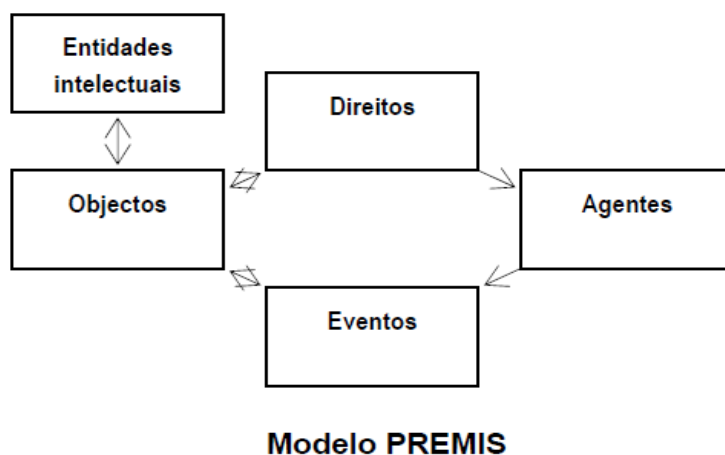 Entidades
intelectuais
Direitos
Objectos
Agentes
Eventos
Modelo PREMIS